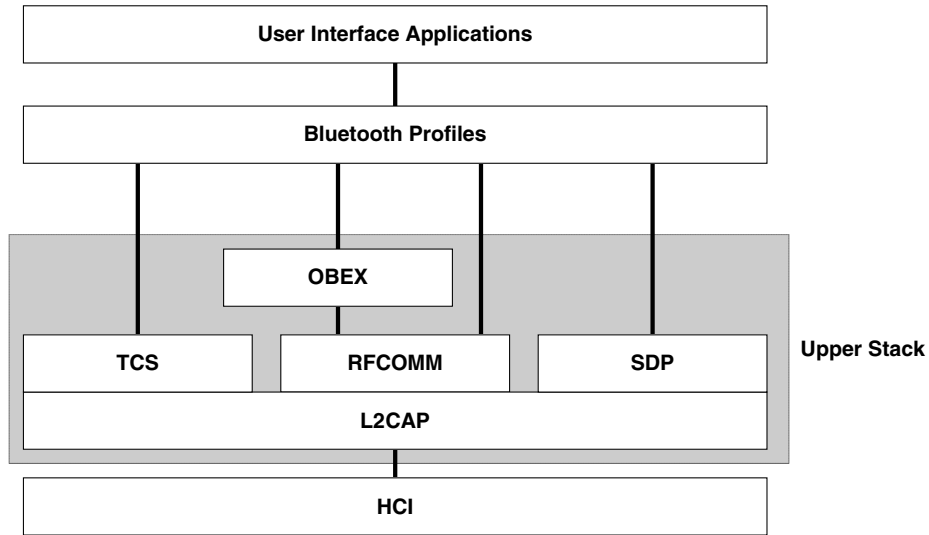 User Interface Applications
Bluetooth Profiles
OBEX
TCS
RFCOMM
SDP
Upper Stack
L2CAP
HCI